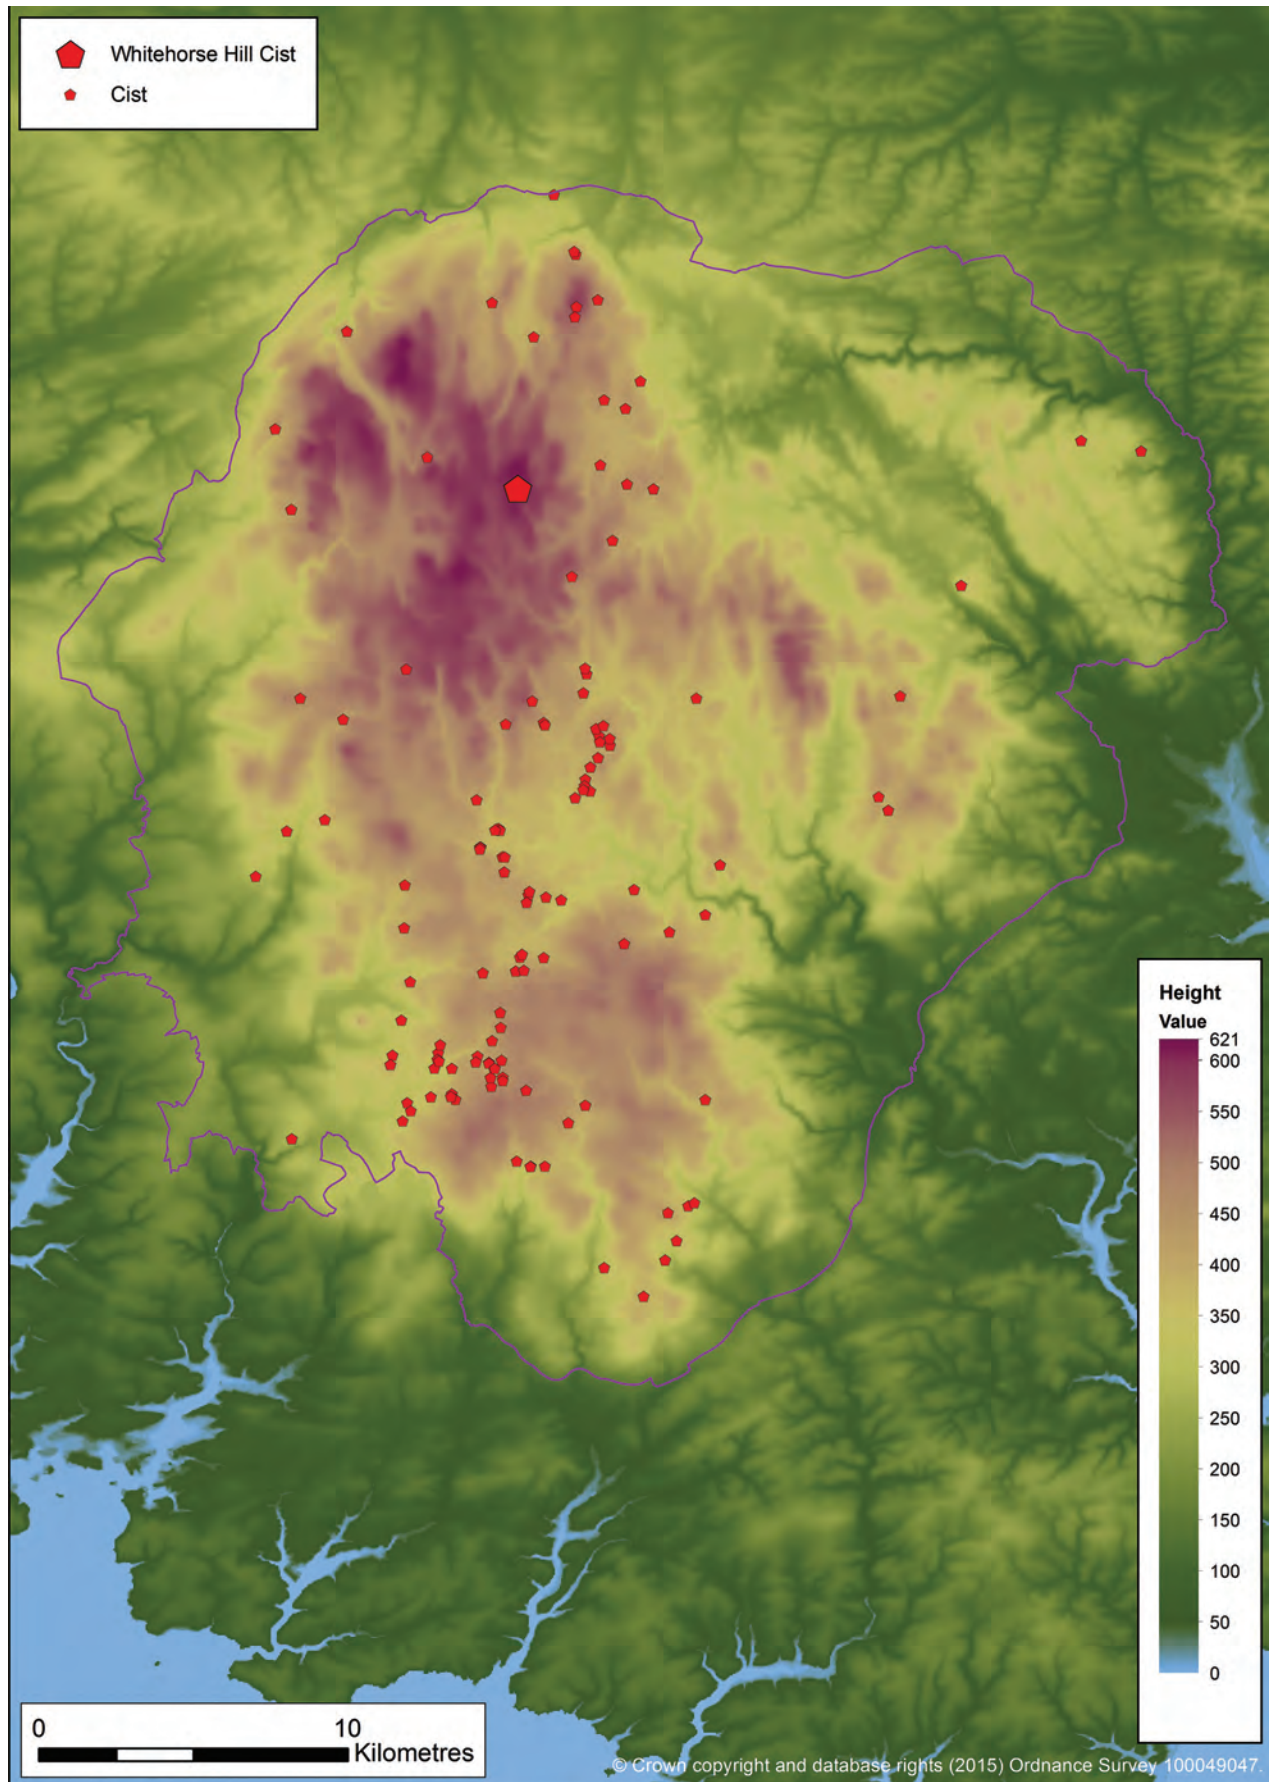 Whitehorse Hill Cist
Cist
Height
Value
621
600
550
500
450
400
350
300
250
200
150
100
50
0
0 10
Kilometres
© Crown copyright and database rights (2015) Ordnance Survey 100049047.